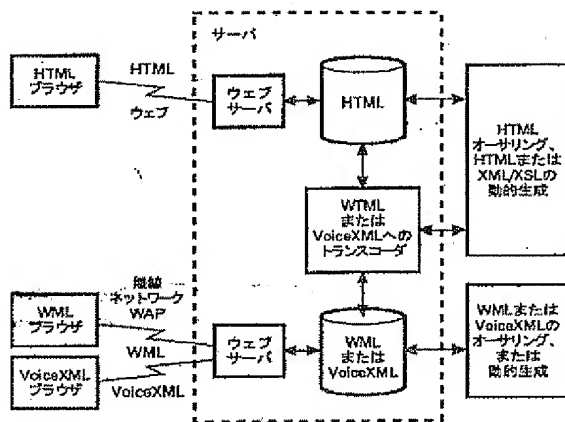 サーバ
HTML
ブラウザ
HTML
ウェブ
ウェブ
サーバ
HTML
HTML
オーサリング、
HTMLまたは
XML/XSLの
動的生成
WTML
または
VoiceXMLへの
トランスコーダ
無線
ネットワーク
WAP
WML
ブラウザ
WML
VoiceXML
ブラウザ
VoiceXML
ウェブ
サーバ
WML
または
VoiceXML
WMLまたは
VoiceXMLの
オーサリング、
または
動的生成